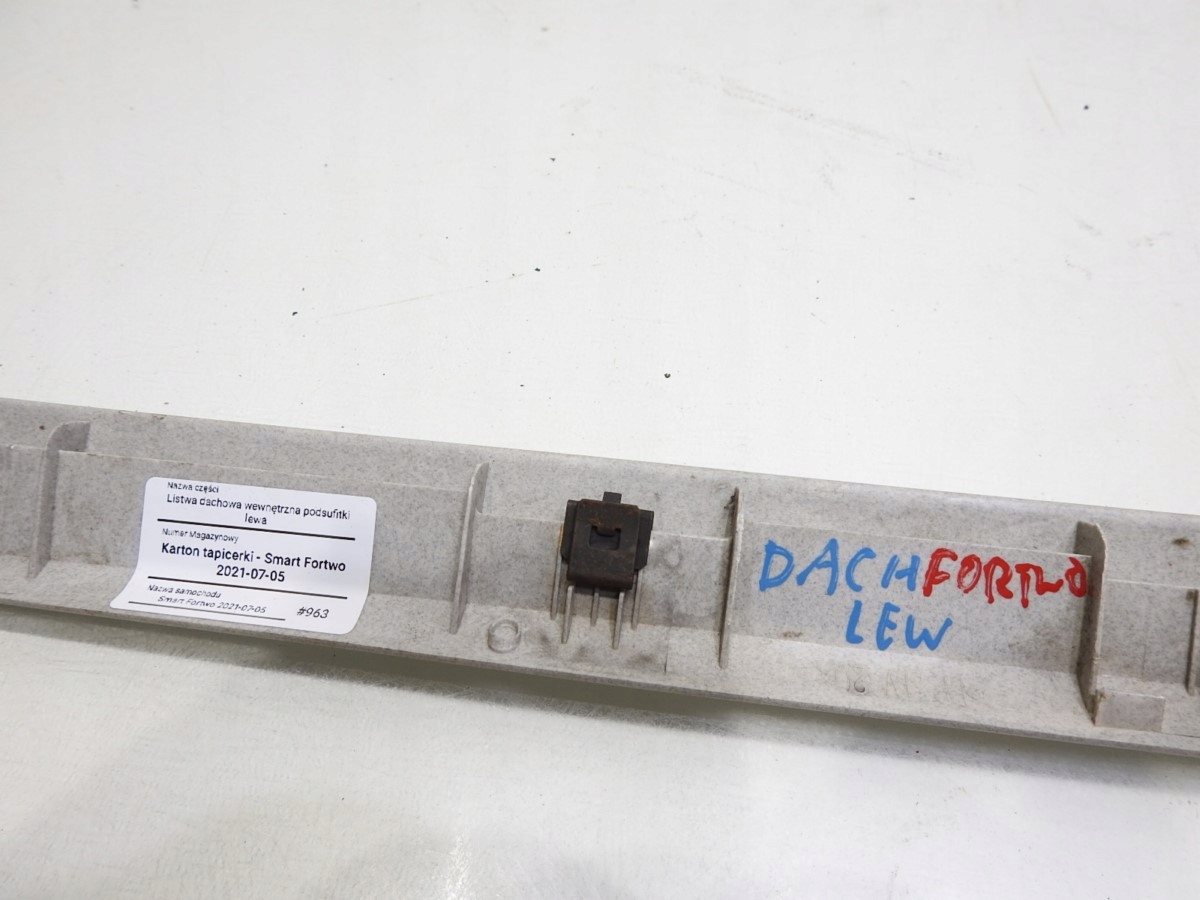 Nazwa części
Listwa dachowa wewnętrzna podsufitki
lewa
Numer Magazynowy
Karton tapicerki - Smart Fortwo
2021-07-05
Nazwa samochodu
Smart Fortwo 2021-07-05 #963
DACH FORTWO
LEW